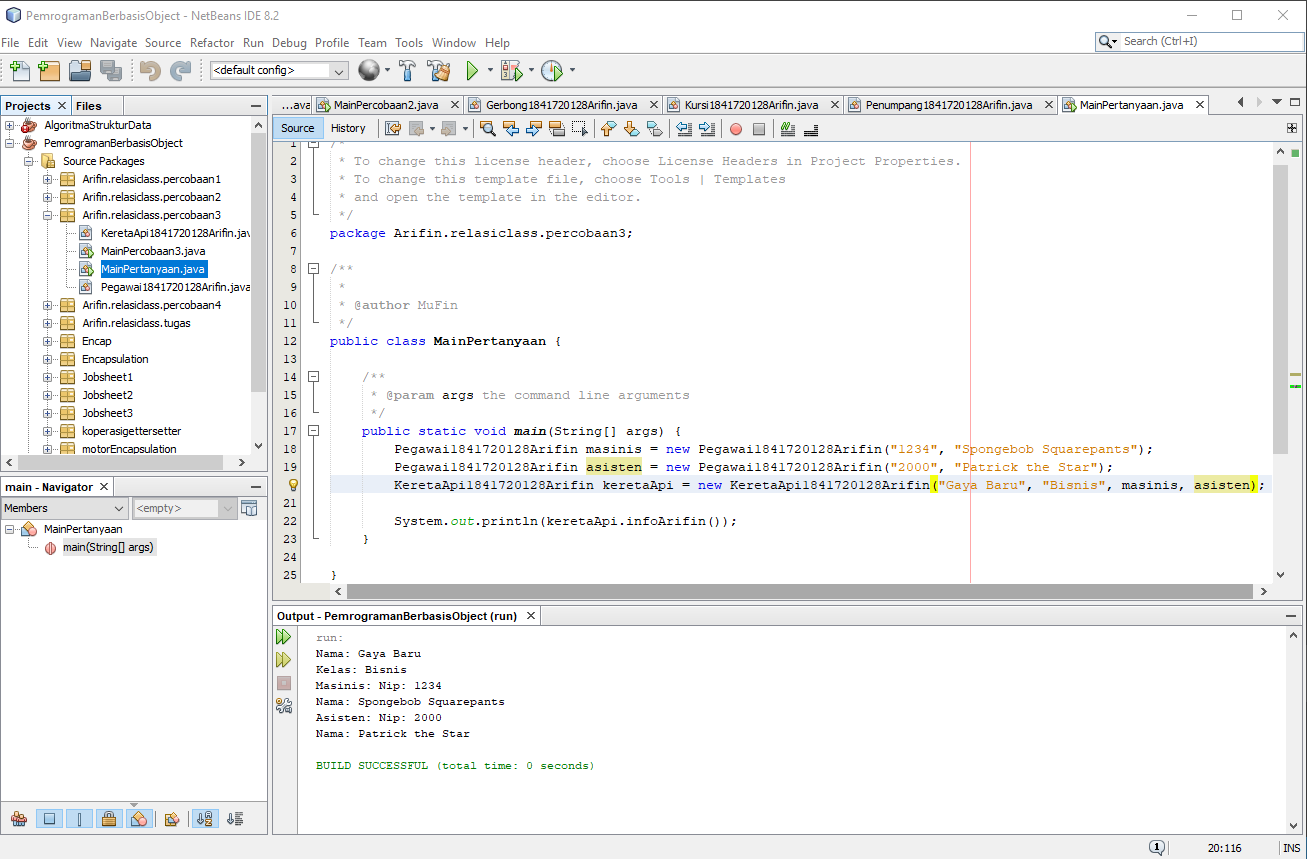 PemrogramanBerbasisObject - NetBeans IDE 8.2
File Edit View Navigate Source Refactor Run Debug Profile Team Tools Window Help
Search (Ctrl+I)
<default config>
Projects Files
AlgoritmaStrukturData
PemrogramanBerbasisObject
Source Packages
Arifin.relasiclass.percobaan1
Arifin.relasiclass.percobaan2
Arifin.relasiclass.percobaan3
KeretaApi1841720128Arifin.jav
MainPercobaan3.java
MainPertanyaan.java
Pegawai1841720128Arifin.java
Arifin.relasiclass.percobaan4
Arifin.relasiclass.tugas
Encap
Encapsulation
Jobsheet1
Jobsheet2
Jobsheet3
koperasigettersetter
motorEncapsulation
main - Navigator
Members <empty>
MainPertanyaan
main(String[] args)
...ava MainPercobaan2.java Gerbong1841720128Arifin.java Kursi1841720128Arifin.java Penumpang1841720128Arifin.java MainPertanyaan.java
Source History
1 /*
2 * To change this license header, choose License Headers in Project Properties.
3 * To change this template file, choose Tools | Templates
4 * and open the template in the editor.
5 */
6 package Arifin.relasiclass.percobaan3;
7
8 /**
9 *
10 * @author MuFin
11 */
12 public class MainPertanyaan {
13
14 /**
15 * @param args the command line arguments
16 */
17 public static void main(String[] args) {
18 Pegawai1841720128Arifin masinis = new Pegawai1841720128Arifin("1234", "Spongebob Squarepants");
19 Pegawai1841720128Arifin asisten = new Pegawai1841720128Arifin("2000", "Patrick the Star");
KeretaApi1841720128Arifin keretaApi = new KeretaApi1841720128Arifin("Gaya Baru", "Bisnis", masinis, asisten);
21
22 System.out.println(keretaApi.infoArifin());
23 }
24
25 }
Output - PemrogramanBerbasisObject (run)
run:
Nama: Gaya Baru
Kelas: Bisnis
Masinis: Nip: 1234
Nama: Spongebob Squarepants
Asisten: Nip: 2000
Nama: Patrick the Star
BUILD SUCCESSFUL (total time: 0 seconds)
1 20:116 INS